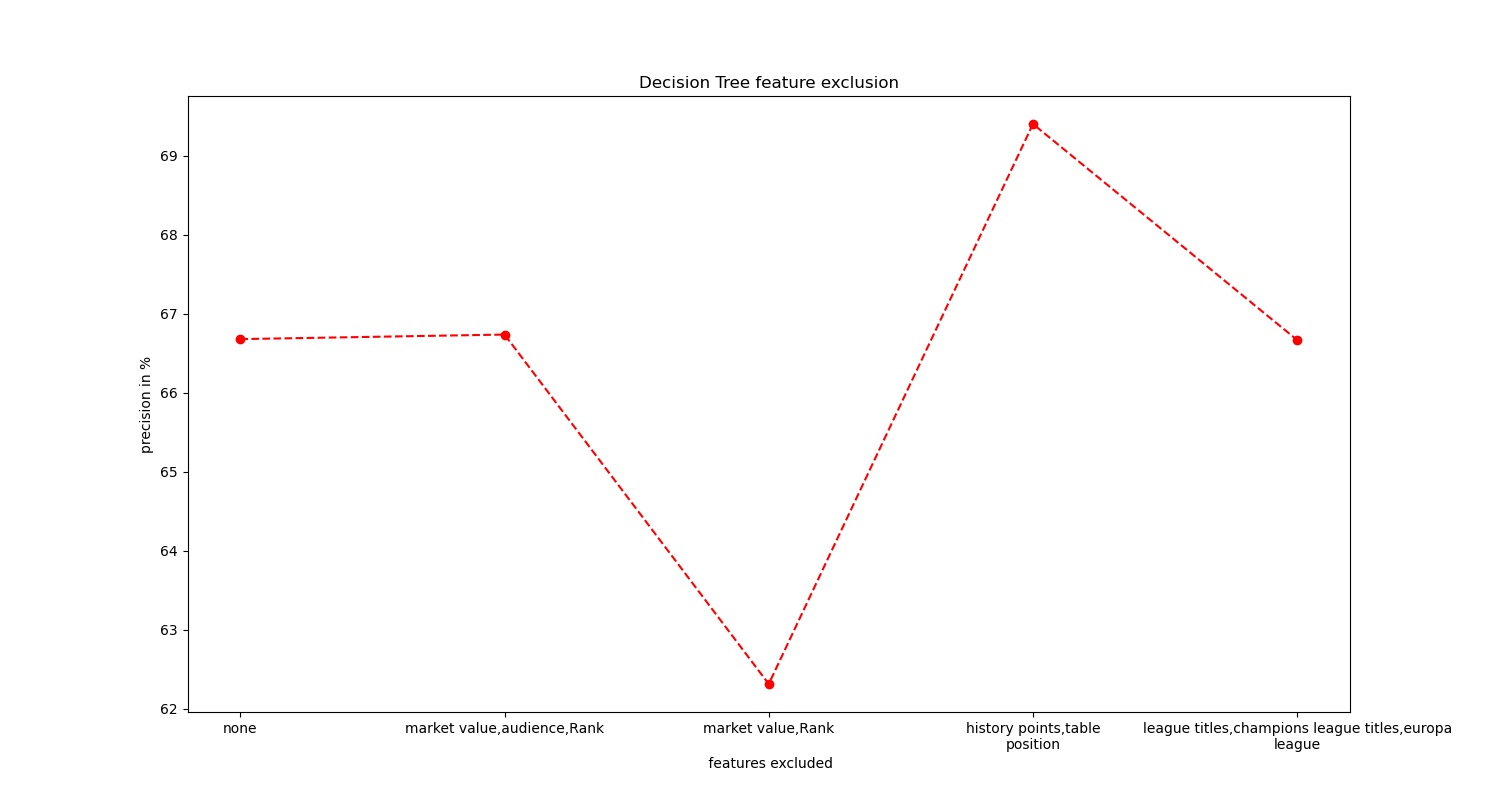 Decision Tree feature exclusion
69
68
67
66
65
64
63
62
precision in %
none
market value,audience,Rank
market value,Rank
history points,table
position
league titles,champions league titles,europa
league
features excluded